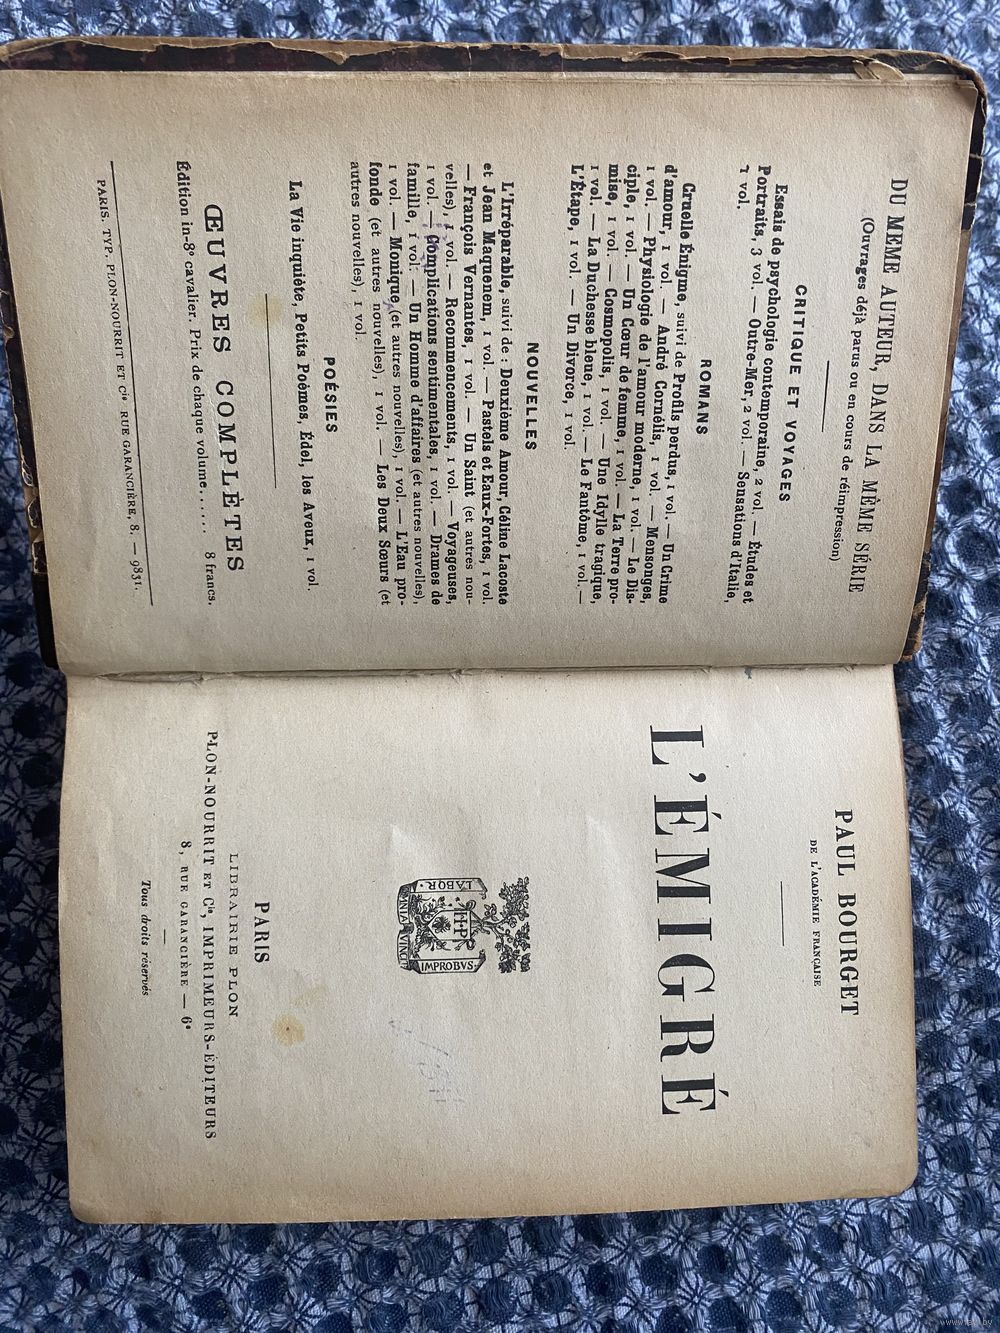 DU MÊME AUTEUR, DANS LA MÊME SÉRIE
(Ouvrages déjà parus ou en cours de réimpression)
CRITIQUE ET VOYAGES
Essais de psychologie contemporaine, 2 vol. — Études et
Portraits, 3 vol. — Outre-Mer, 2 vol. — Sensations d'Italie,
1 vol.
ROMANS
Cruelle Énigme, suivi de Profils perdus, 1 vol. — Un Crime
d'amour, 1 vol. — André Cornélis, 1 vol. — Mensonges,
1 vol. — Physiologie de l'amour moderne, 1 vol. — Le Dis-
ciple, 1 vol. — Un Cœur de femme, 1 vol. — La Terre pro-
mise, 1 vol. — Cosmopolis, 1 vol. — Une Idylle tragique,
1 vol. — La Duchesse bleue, 1 vol. — Le Fantôme, 1 vol. —
L'Étape, 1 vol. — Un Divorce, 1 vol.
NOUVELLES
L'Irréparable, suivi de : Deuxième Amour, Céline Lacoste
et Jean Maquenem, 1 vol. — Pastels et Eaux-Fortes, 1 vol.
— François Vernantes, 1 vol. — Un Saint (et autres nou-
velles), 1 vol. — Recommencements, 1 vol. — Voyageuses,
1 vol. — Complications sentimentales, 1 vol. — Drames de
famille, 1 vol. — Un Homme d'affaires (et autres nouvelles),
1 vol. — Monique (et autres nouvelles), 1 vol. — L'Eau pro-
fonde (et autres nouvelles), 1 vol. — Les Deux Sœurs (et
autres nouvelles), 1 vol.
POÉSIES
La Vie inquiète, Petits Poèmes, Édel, les Aveux, 1 vol.
ŒUVRES COMPLÈTES
Édition in-8° cavalier. Prix de chaque volume...... 8 francs.
PARIS. TYP. PLON-NOURRIT ET Cie, RUE GARANCIÈRE, 8. — 9831.
PAUL BOURGET
DE L'ACADÉMIE FRANÇAISE
L'ÉMIGRÉ
LABOR
OMNIA VINCIT
IMPROBVS
PARIS
LIBRAIRIE PLON
PLON-NOURRIT ET Cie, IMPRIMEURS-ÉDITEURS
8, RUE GARANCIÈRE — 6e
Tous droits réservés